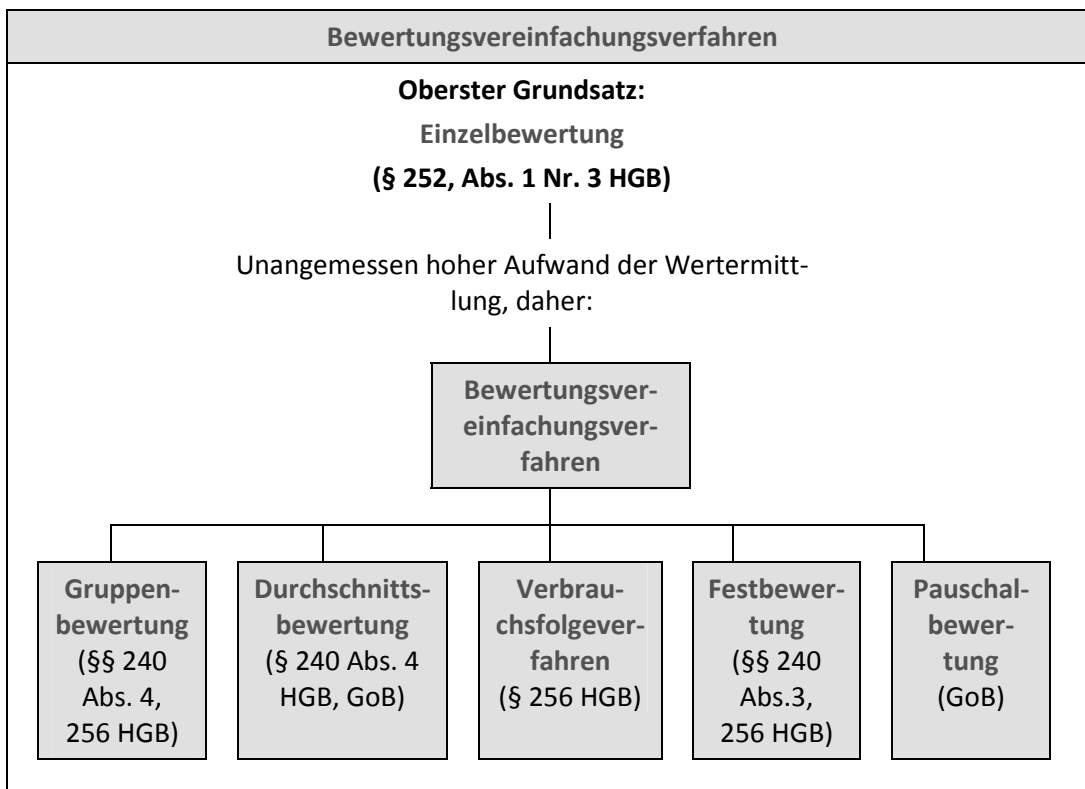 Bewertungsvereinfachungsverfahren
Oberster Grundsatz:
Einzelbewertung
(§ 252, Abs. 1 Nr. 3 HGB)
Unangemessen hoher Aufwand der Wertermitt-
lung, daher:
Bewertungsver-
einfachungsver-
fahren
Gruppen-
bewertung
(§§ 240
Abs. 4,
256 HGB)
Durchschnitts-
bewertung
(§ 240 Abs. 4
HGB, GoB)
Verbrau-
chsfolgever-
fahren
(§ 256 HGB)
Festbewer-
tung
(§§ 240
Abs.3,
256 HGB)
Pauschal-
bewer-
tung
(GoB)